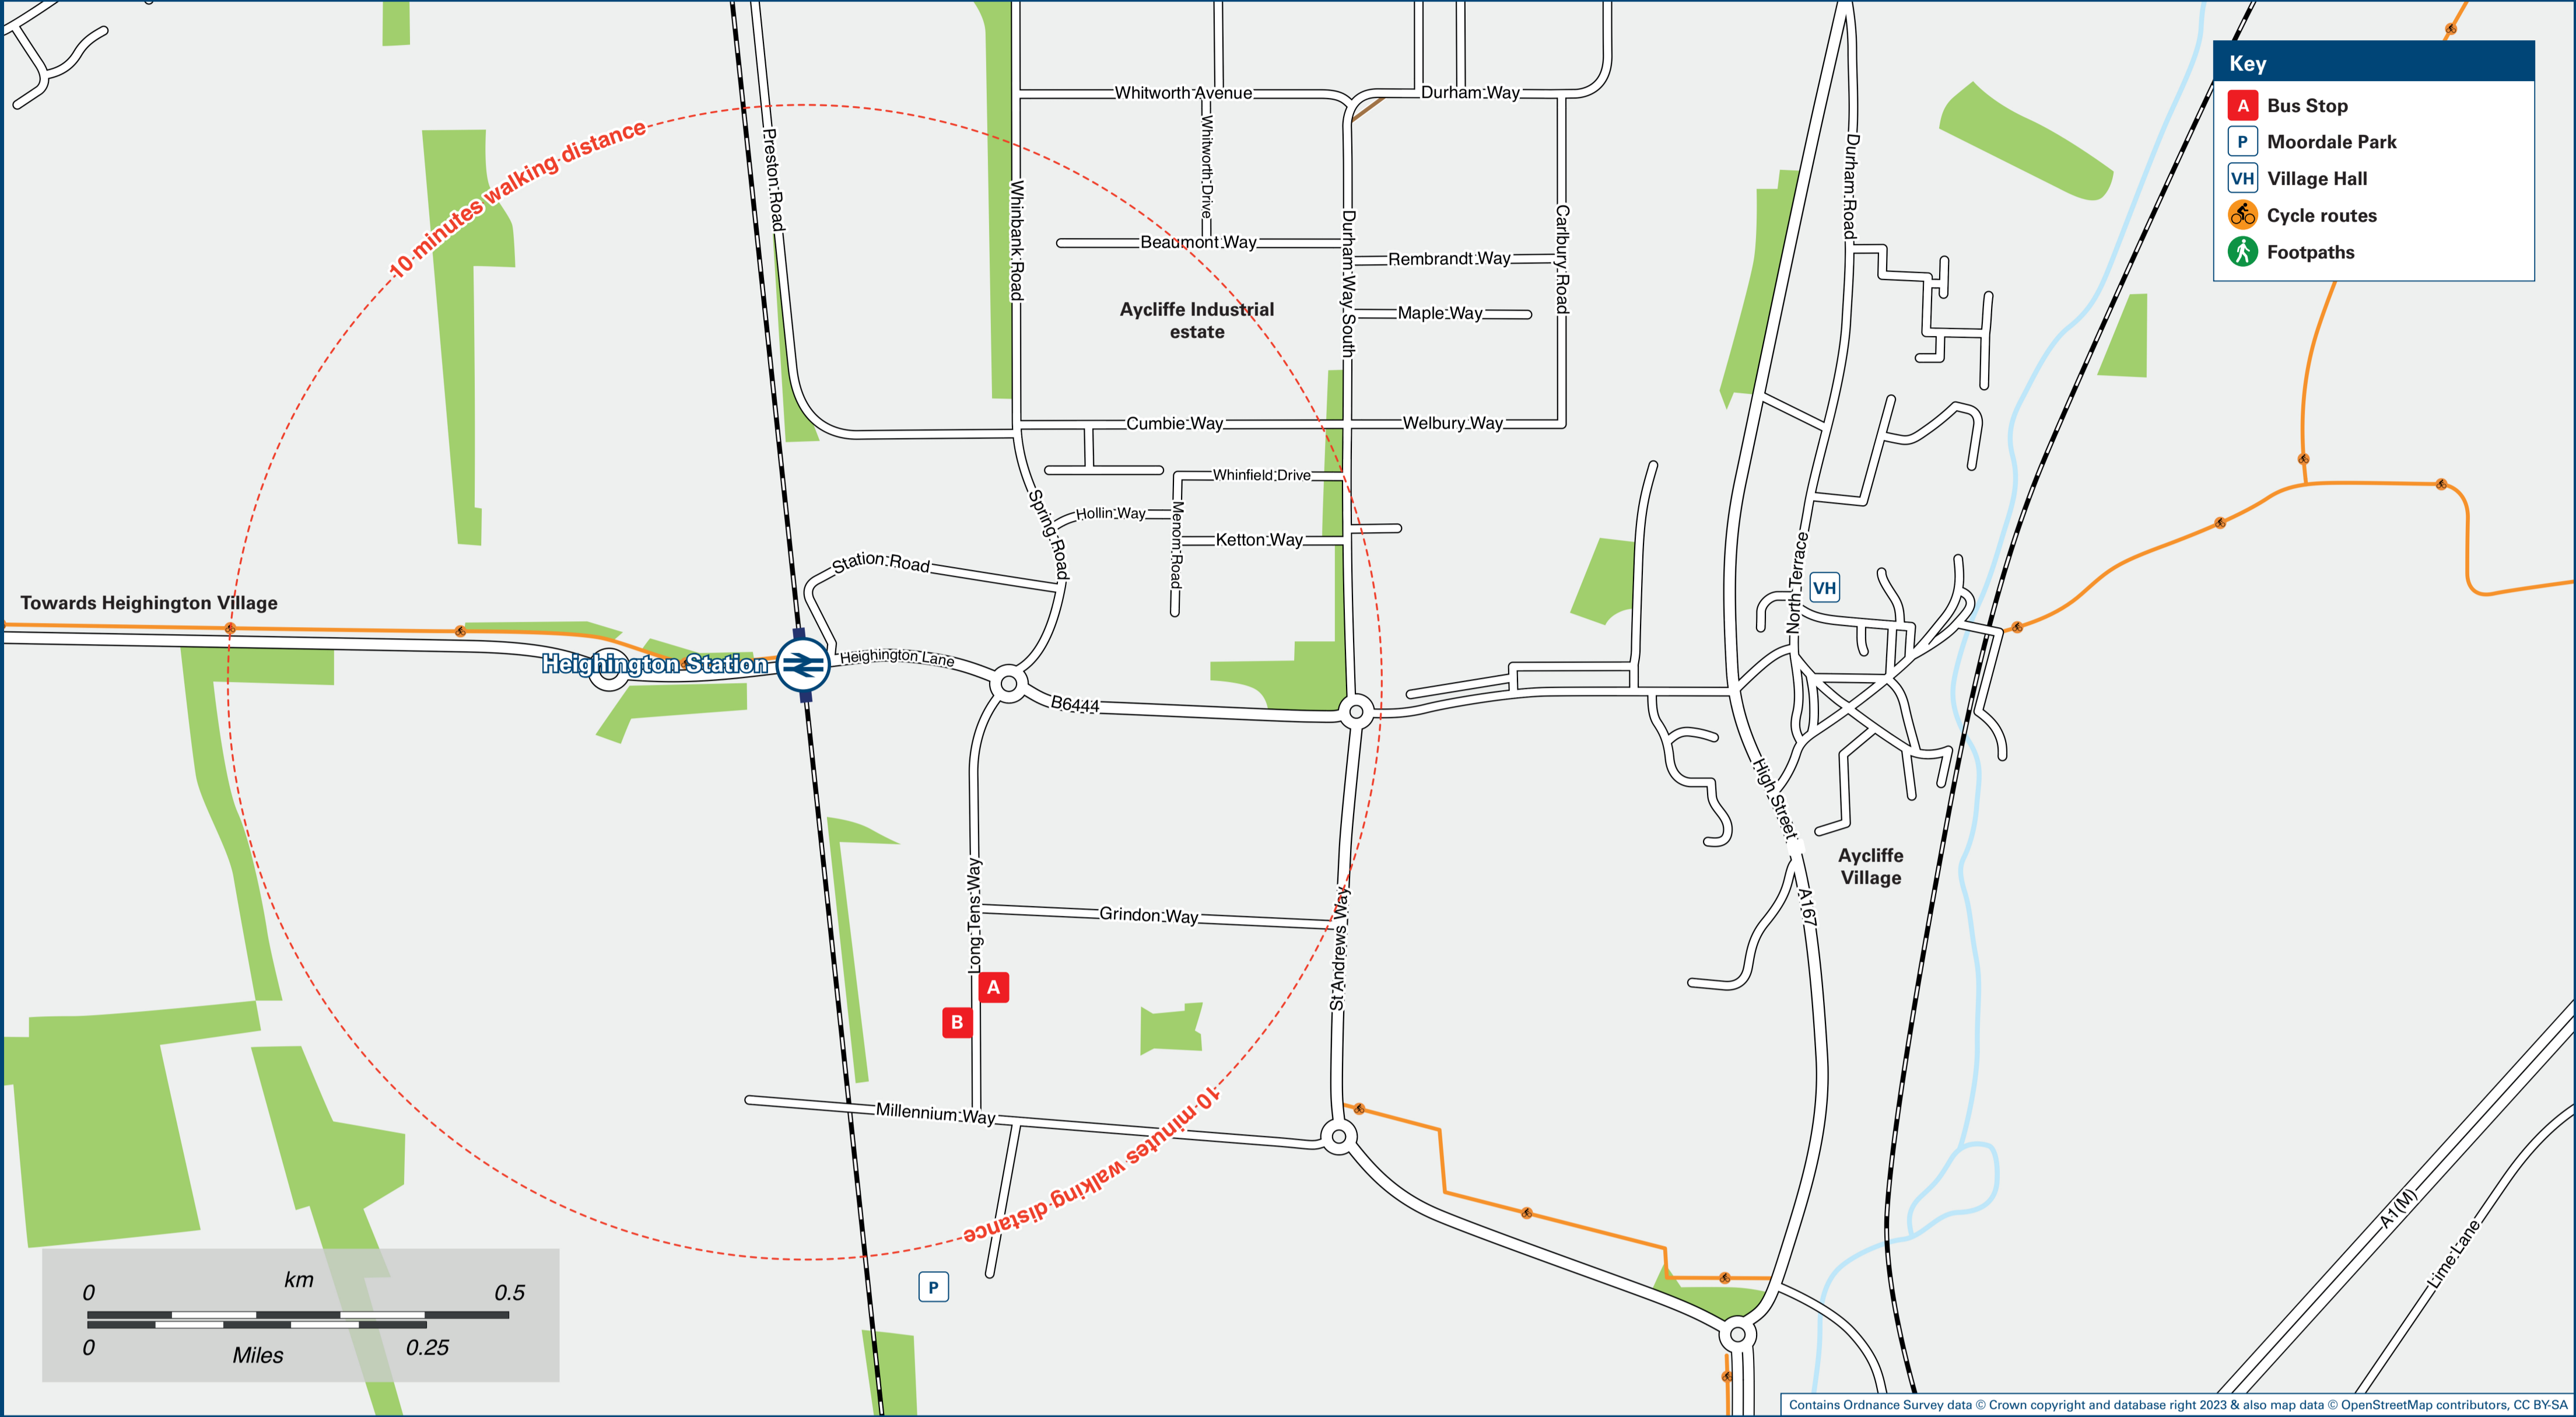 Key
A Bus Stop
P Moordale Park
VH Village Hall
Cycle routes
Footpaths
10 minutes walking distance
Preston Road
Whinbank Road
Whitworth Avenue
Whitworth Drive
Durham Way
Durham Way South
Carlbury Road
Durham Road
Beaumont Way
Rembrandt Way
Maple Way
Aycliffe Industrial
estate
Cumbie Way
Welbury Way
Whinfield Drive
Hollin Way
Menom Road
Ketton Way
Spring Road
Station Road
North Terrace
VH
Towards Heighington Village
Heighington Station
Heighington Lane
B6444
High Street
Aycliffe
Village
A167
Long Tens Way
Grindon Way
St Andrews Way
A
B
Millennium Way
10 minutes walking distance
P
A1(M)
Lime Lane
km
0 0.5
0 0.25
Miles
Contains Ordnance Survey data © Crown copyright and database right 2023 & also map data © OpenStreetMap contributors, CC BY-SA